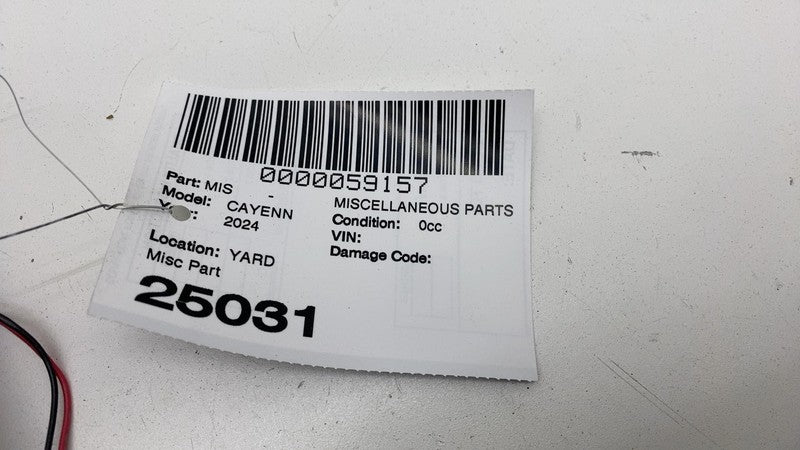 0000059157
Part: MIS - MISCELLANEOUS PARTS
Model: CAYENN Condition: 0cc
2024 VIN:
Location: YARD Damage Code:
Misc Part
25031